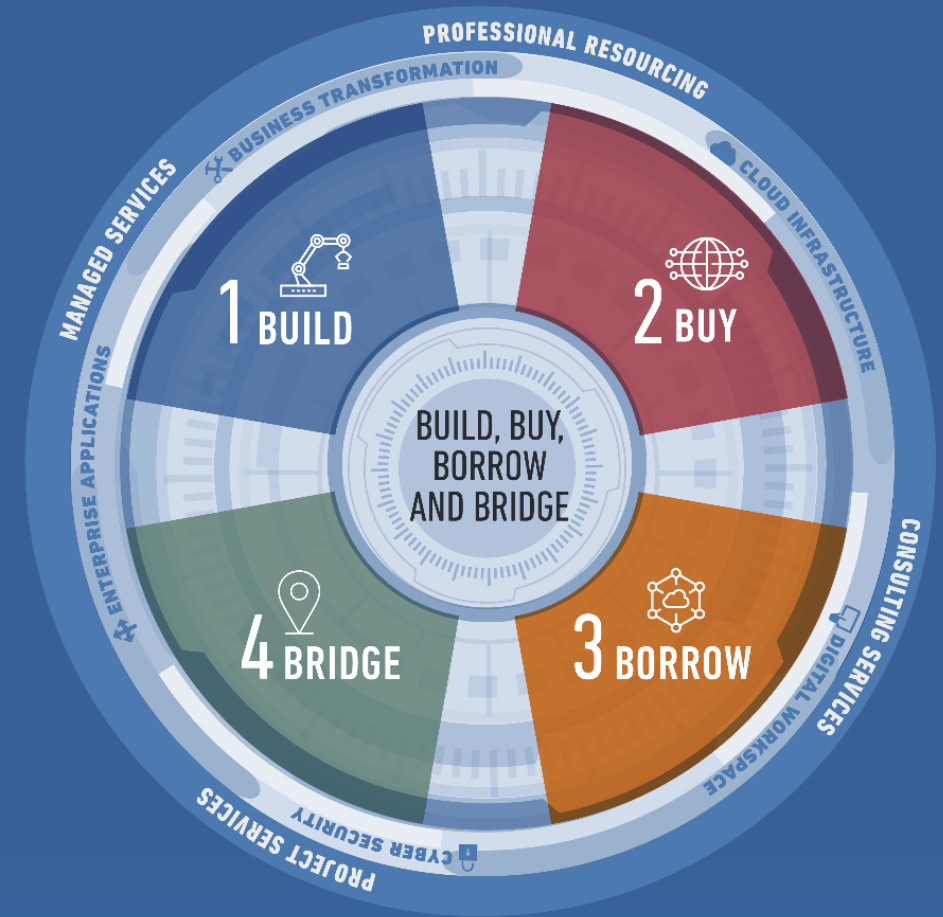 PROFESSIONAL RESOURCING
BUSINESS TRANSFORMATION
CLOUD INFRASTRUCTURE
MANAGED SERVICES
1 BUILD
2 BUY
BUILD, BUY,
BORROW
AND BRIDGE
ENTERPRISE APPLICATIONS
4 BRIDGE
3 BORROW
CONSULTING SERVICES
DIGITAL WORKSPACE
CYBER SECURITY
PROJECT SERVICES